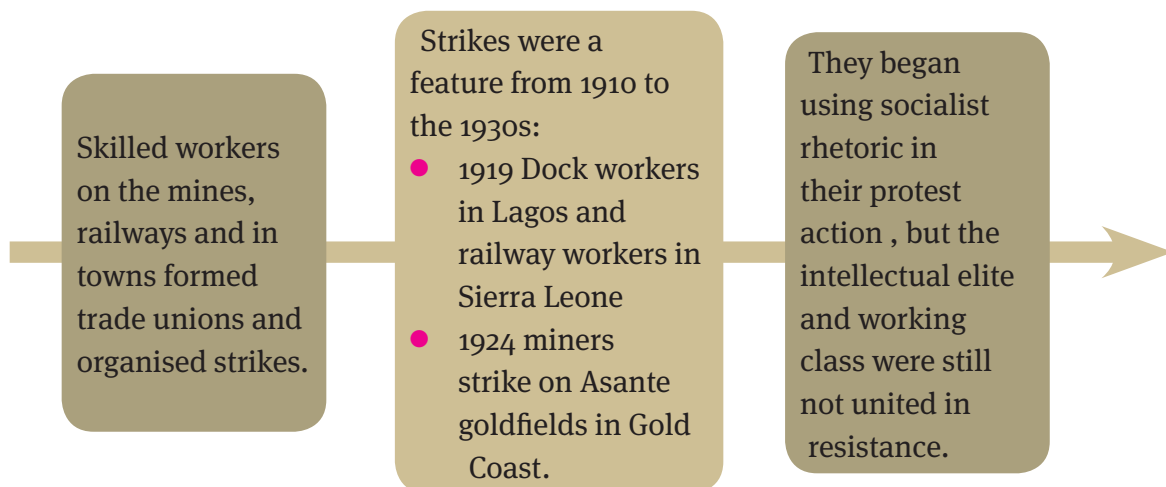 Skilled workers
on the mines,
railways and in
towns formed
trade unions and
organised strikes.
Strikes were a
feature from 1910 to
the 1930s:
● 1919 Dock workers
in Lagos and
railway workers in
Sierra Leone
● 1924 miners
strike on Asante
goldfields in Gold
Coast.
They began
using socialist
rhetoric in
their protest
action , but the
intellectual elite
and working
class were still
not united in
resistance.